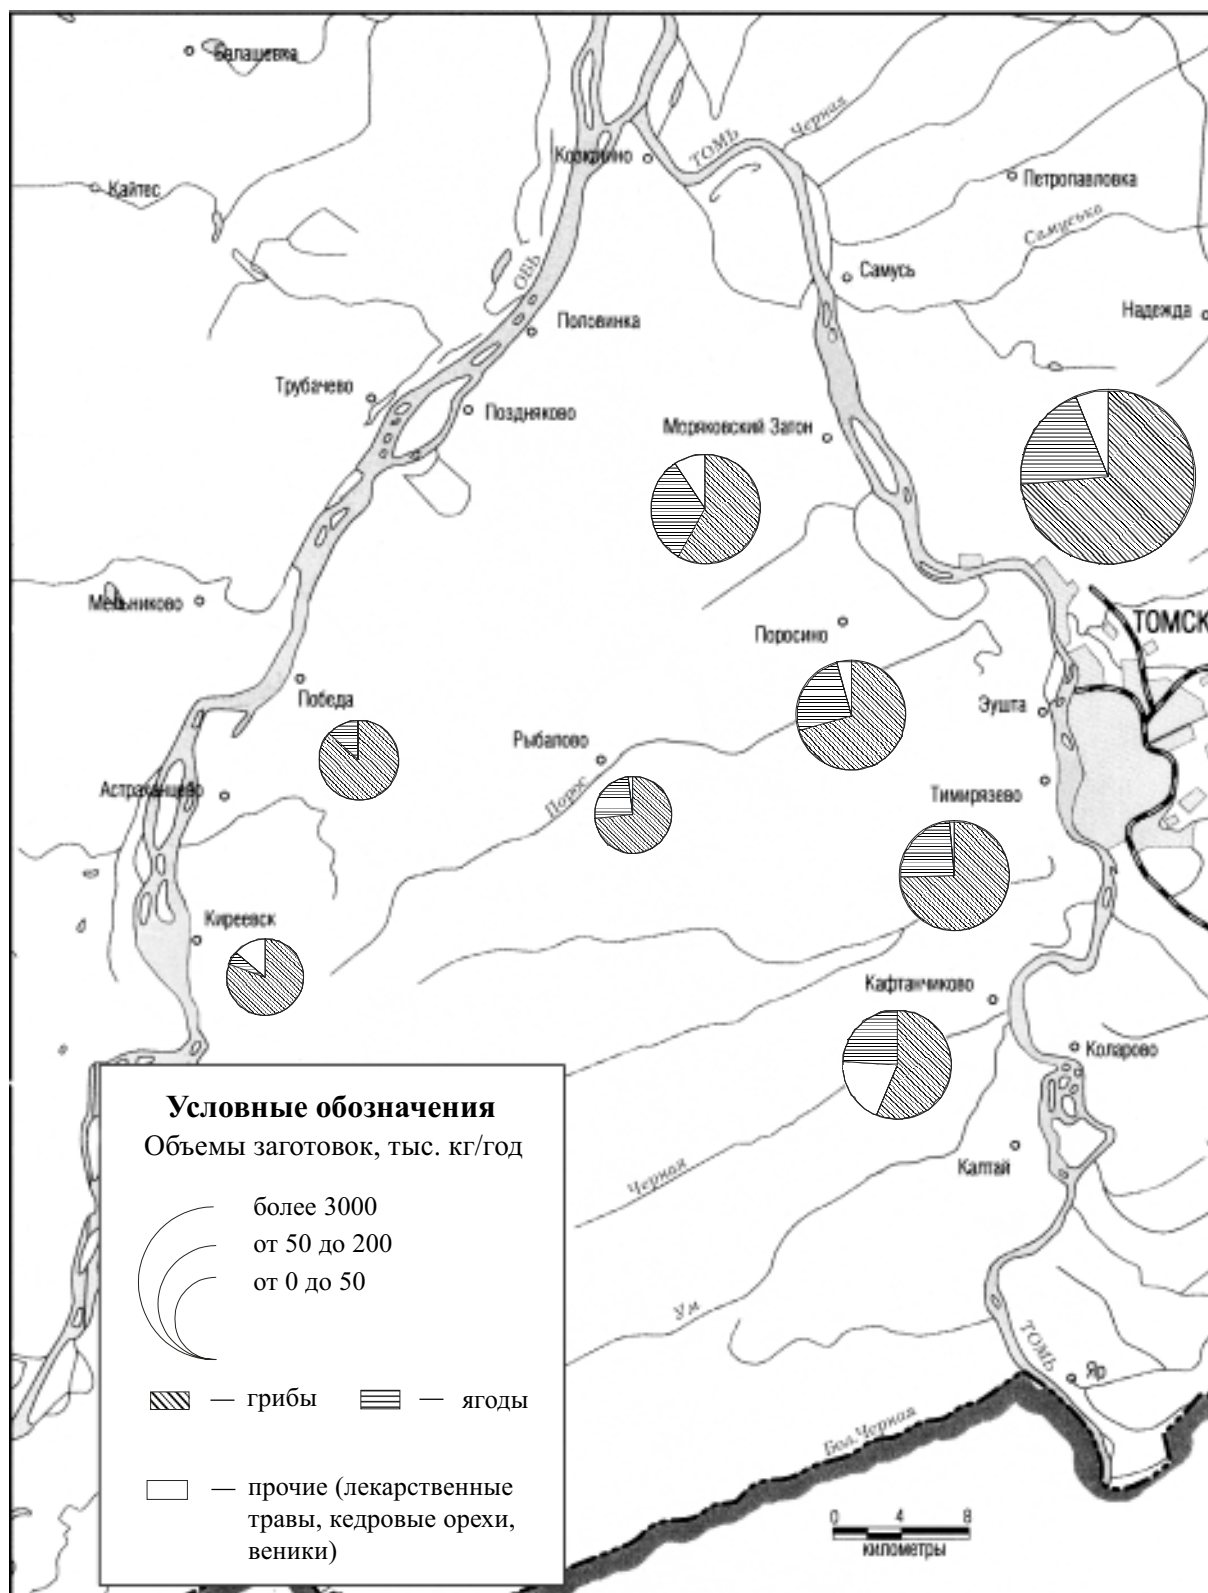 Балашевка
Черная
ТОМЬ
Петропавловка
Кайтес
Самуська
ОБЬ
Самусь
Надежда
Половинка
Трубачево
Поздняково
Моряковский Затон
Мельниково
Поросино
ТОМСК
Победа
Эушта
Рыбалово
Порос
Астраханцево
Тимирязево
Киреевск
Кафтанчиково
Коларово
Условные обозначения
Объемы заготовок, тыс. кг/год
более 3000
от 50 до 200
от 0 до 50
— грибы — ягоды
— прочие (лекарственные
травы, кедровые орехи,
веники)
Калтай
Черная
Ум
ТОМЬ
Яр
Бол.Черная
0 4 8
километры